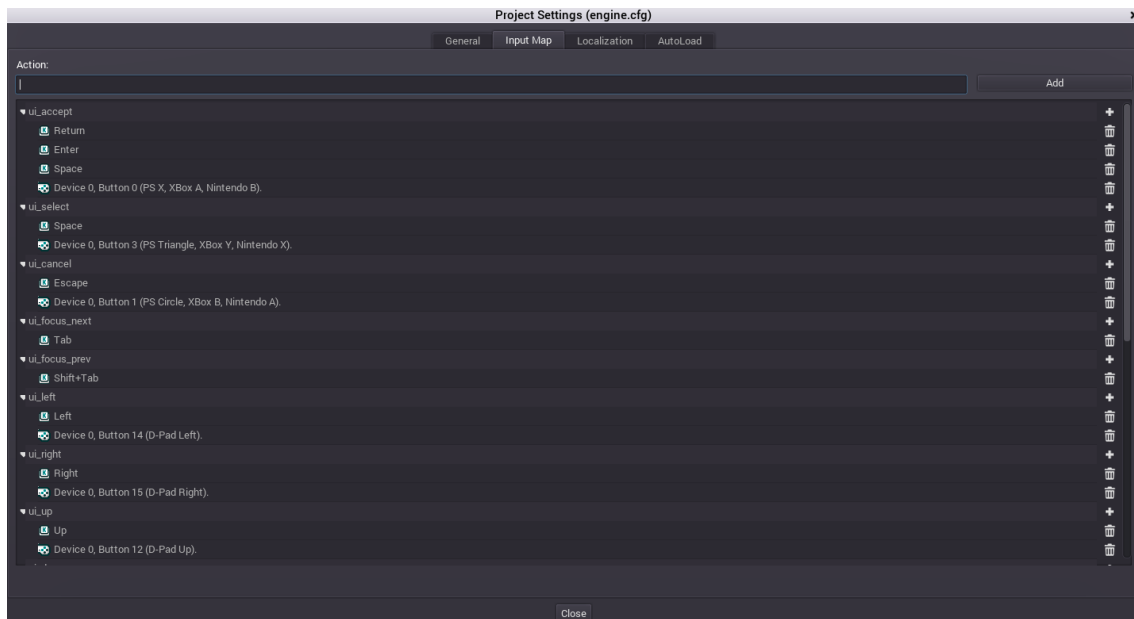 Project Settings (engine.cfg)
General Input Map Localization AutoLoad
Action:
Add
ui_accept
Return
Enter
Space
Device 0, Button 0 (PS X, XBox A, Nintendo B).
ui_select
Space
Device 0, Button 3 (PS Triangle, XBox Y, Nintendo X).
ui_cancel
Escape
Device 0, Button 1 (PS Circle, XBox B, Nintendo A).
ui_focus_next
Tab
ui_focus_prev
Shift+Tab
ui_left
Left
Device 0, Button 14 (D-Pad Left).
ui_right
Right
Device 0, Button 15 (D-Pad Right).
ui_up
Up
Device 0, Button 12 (D-Pad Up).
Close